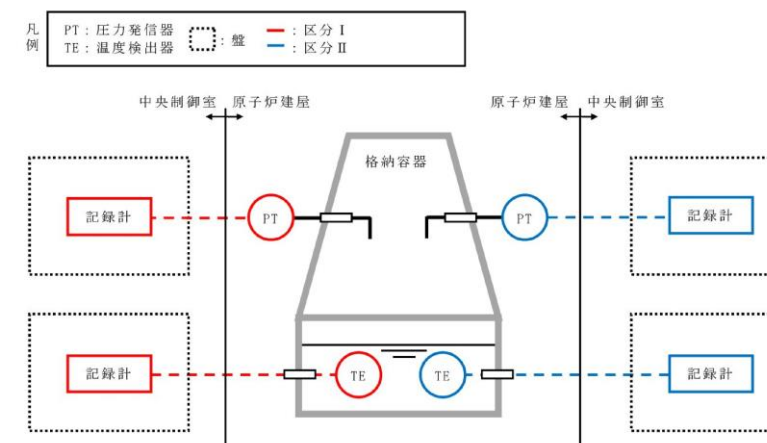 凡例
PT：圧力発信器
TE：温度検出器
：盤
：区分Ⅰ
：区分Ⅱ
中央制御室 原子炉建屋
原子炉建屋 中央制御室
格納容器
記録計
PT
PT
記録計
記録計
TE
TE
記録計